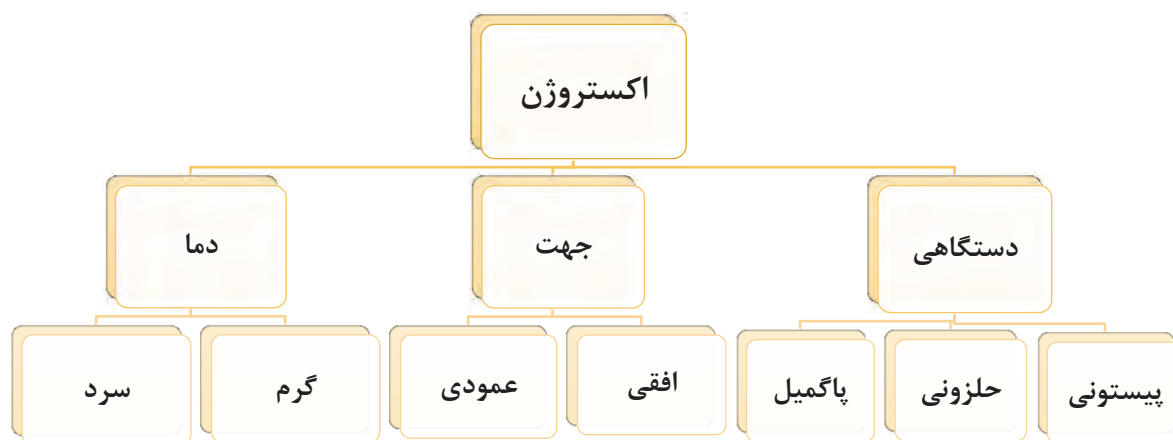 اکستروژن
دستگاهی
جهت
دما
پیستونی
حلزونی
پاگمیل
افقی
عمودی
گرم
سرد